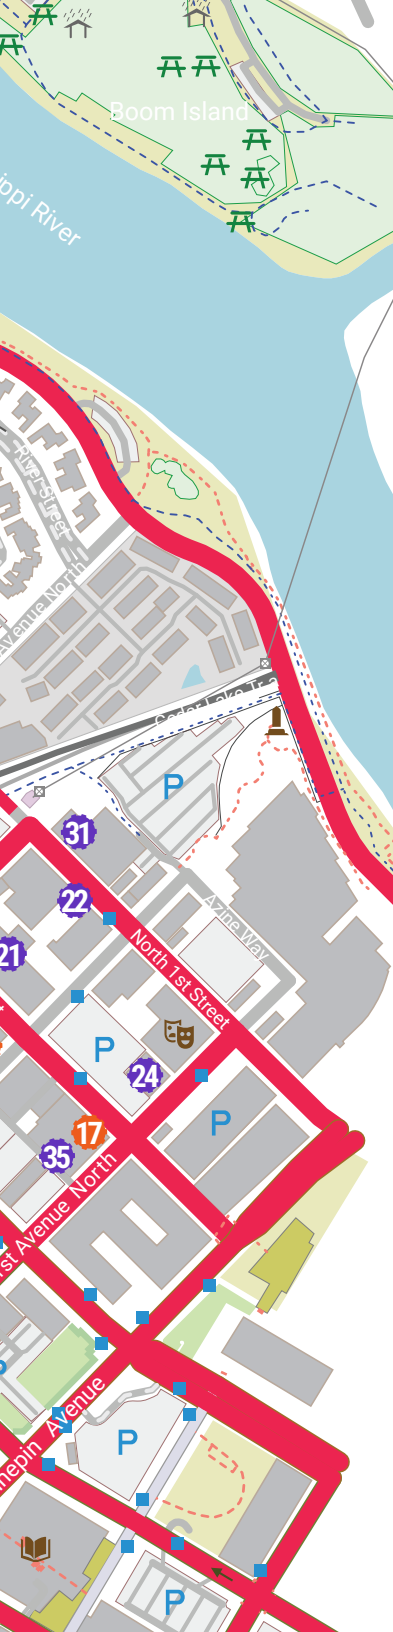 Boom Island
ippi River
River Street
Avenue North
Cedar Lake Tr
P
31
22
Azine Way
21
North 1st Street
P
24
P
17
35
rst Avenue North
P
nepin Avenue
P
P